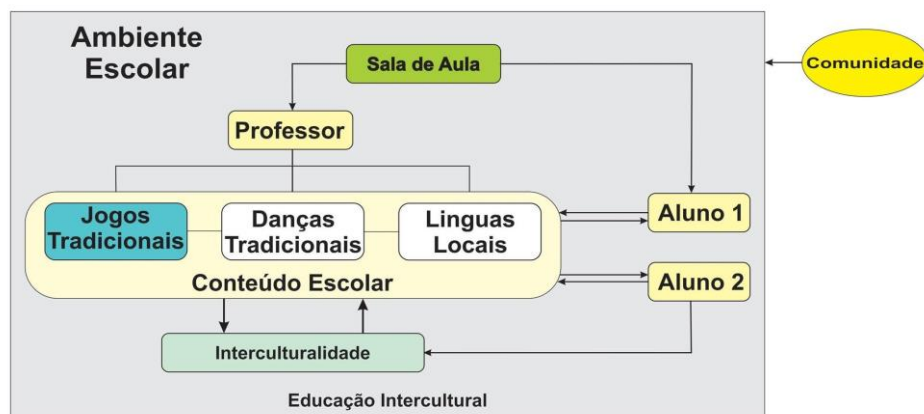 Ambiente
Escolar
Sala de Aula
Comunidade
Professor
Jogos
Tradicionais
Danças
Tradicionais
Linguas
Locais
Aluno 1
Conteúdo Escolar
Aluno 2
Interculturalidade
Educação Intercultural